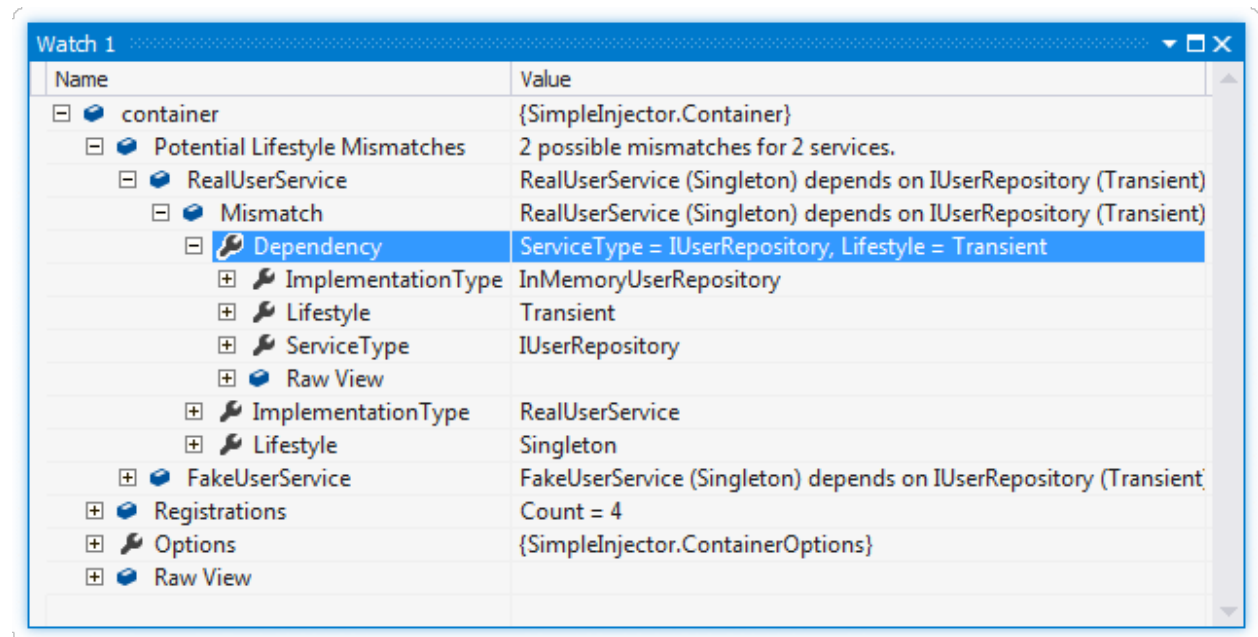 Watch 1
Name Value
container {SimpleInjector.Container}
Potential Lifestyle Mismatches 2 possible mismatches for 2 services.
RealUserService RealUserService (Singleton) depends on IUserRepository (Transient)
Mismatch RealUserService (Singleton) depends on IUserRepository (Transient)
Dependency ServiceType = IUserRepository, Lifestyle = Transient
ImplementationType InMemoryUserRepository
Lifestyle Transient
ServiceType IUserRepository
Raw View
ImplementationType RealUserService
Lifestyle Singleton
FakeUserService FakeUserService (Singleton) depends on IUserRepository (Transient)
Registrations Count = 4
Options {SimpleInjector.ContainerOptions}
Raw View